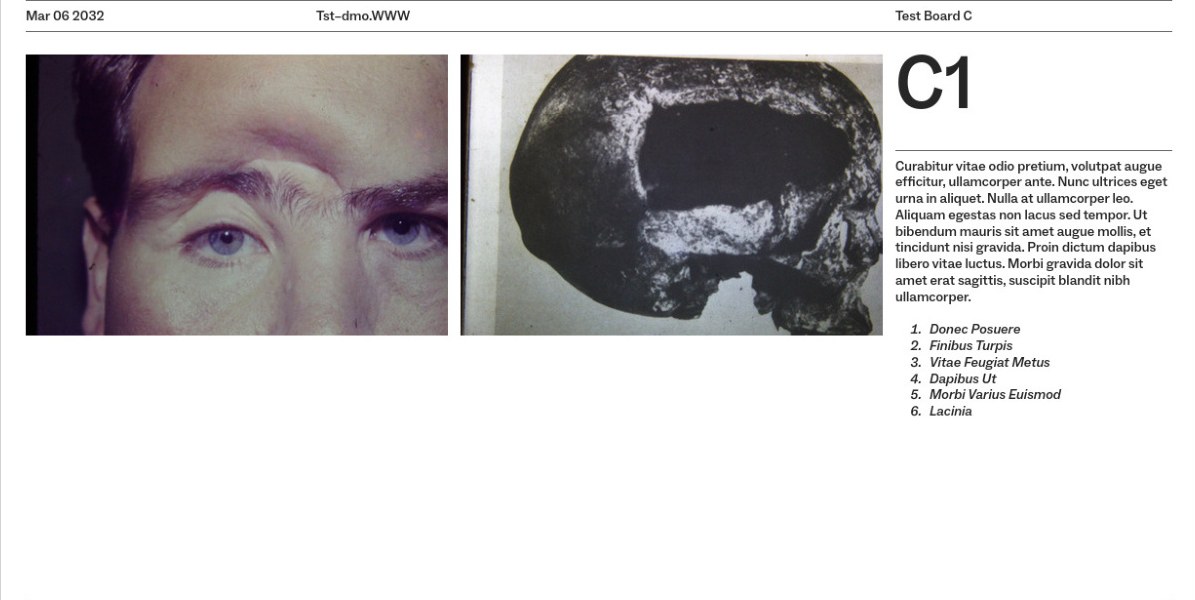 Mar 06 2032
Tst-dmo.WWW
Test Board C
C1
Curabitur vitae odio pretium, volutpat augue
efficitur, ullamcorper ante. Nunc ultrices eget
urna in aliquet. Nulla at ullamcorper leo.
Aliquam egestas non lacus sed tempor. Ut
bibendum mauris sit amet augue mollis, et
tincidunt nisi gravida. Proin dictum dapibus
libero vitae luctus. Morbi gravida dolor sit
amet erat sagittis, suscipit blandit nibh
ullamcorper.
1. Donec Posuere
2. Finibus Turpis
3. Vitae Feugiat Metus
4. Dapibus Ut
5. Morbi Varius Euismod
6. Lacinia